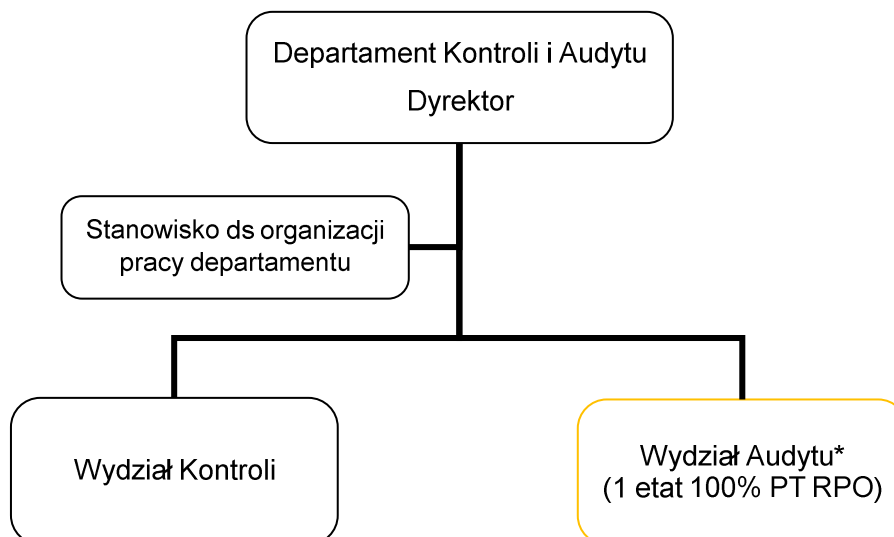 Departament Kontroli i Audytu
Dyrektor
Stanowisko ds organizacji
pracy departamentu
Wydział Kontroli
Wydział Audytu*
(1 etat 100% PT RPO)